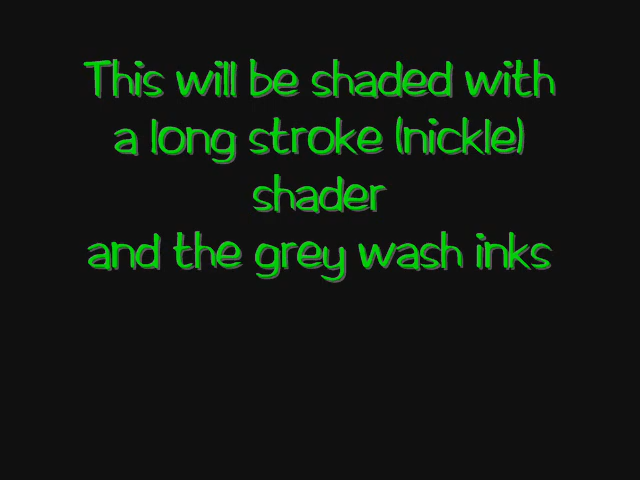 This will be shaded with
a long stroke (nickle)
shader
and the grey wash inks